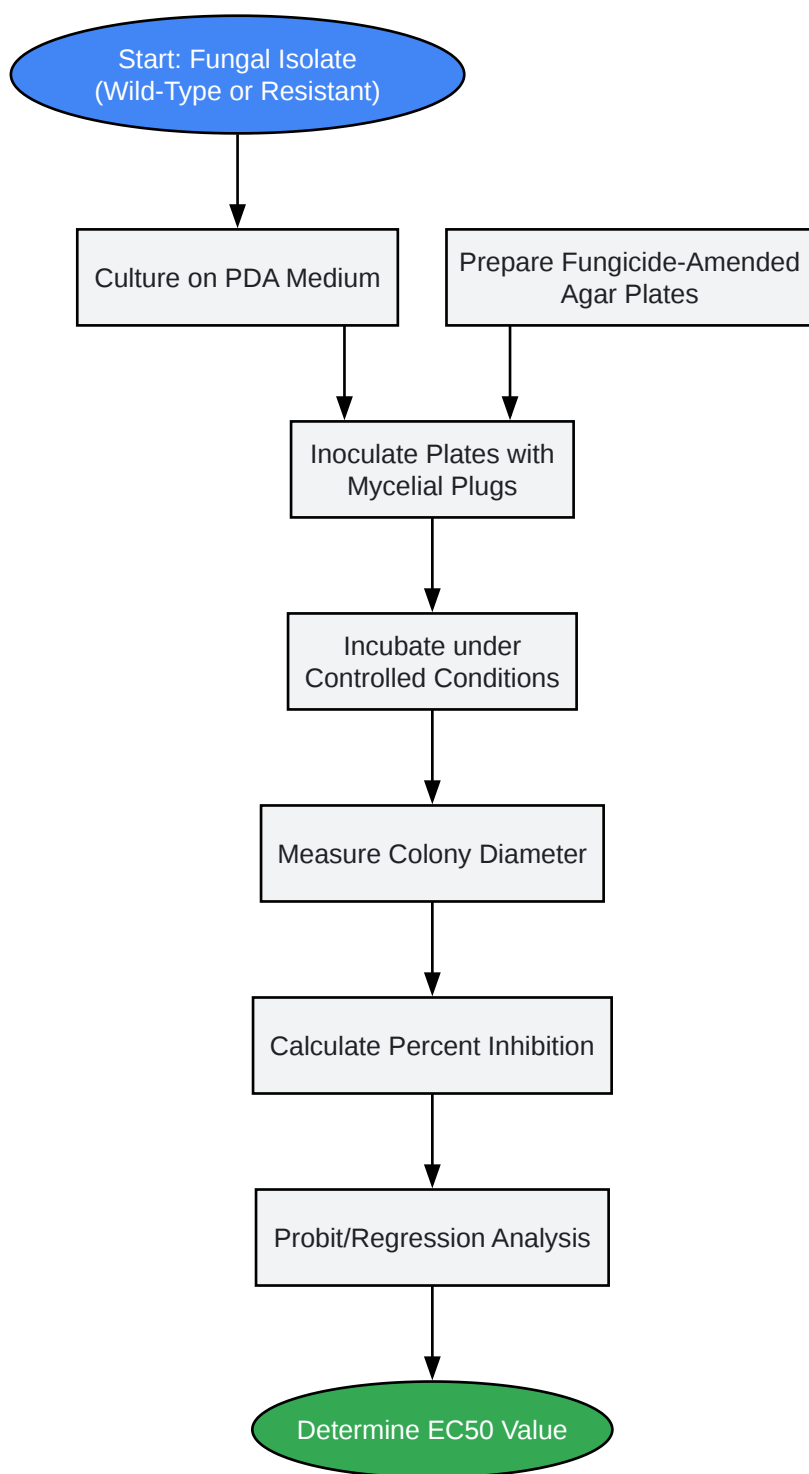 Start: Fungal Isolate
(Wild-Type or Resistant)
Culture on PDA Medium
Prepare Fungicide-Amended
Agar Plates
Inoculate Plates with
Mycelial Plugs
Incubate under
Controlled Conditions
Measure Colony Diameter
Calculate Percent Inhibition
Probit/Regression Analysis
Determine EC50 Value